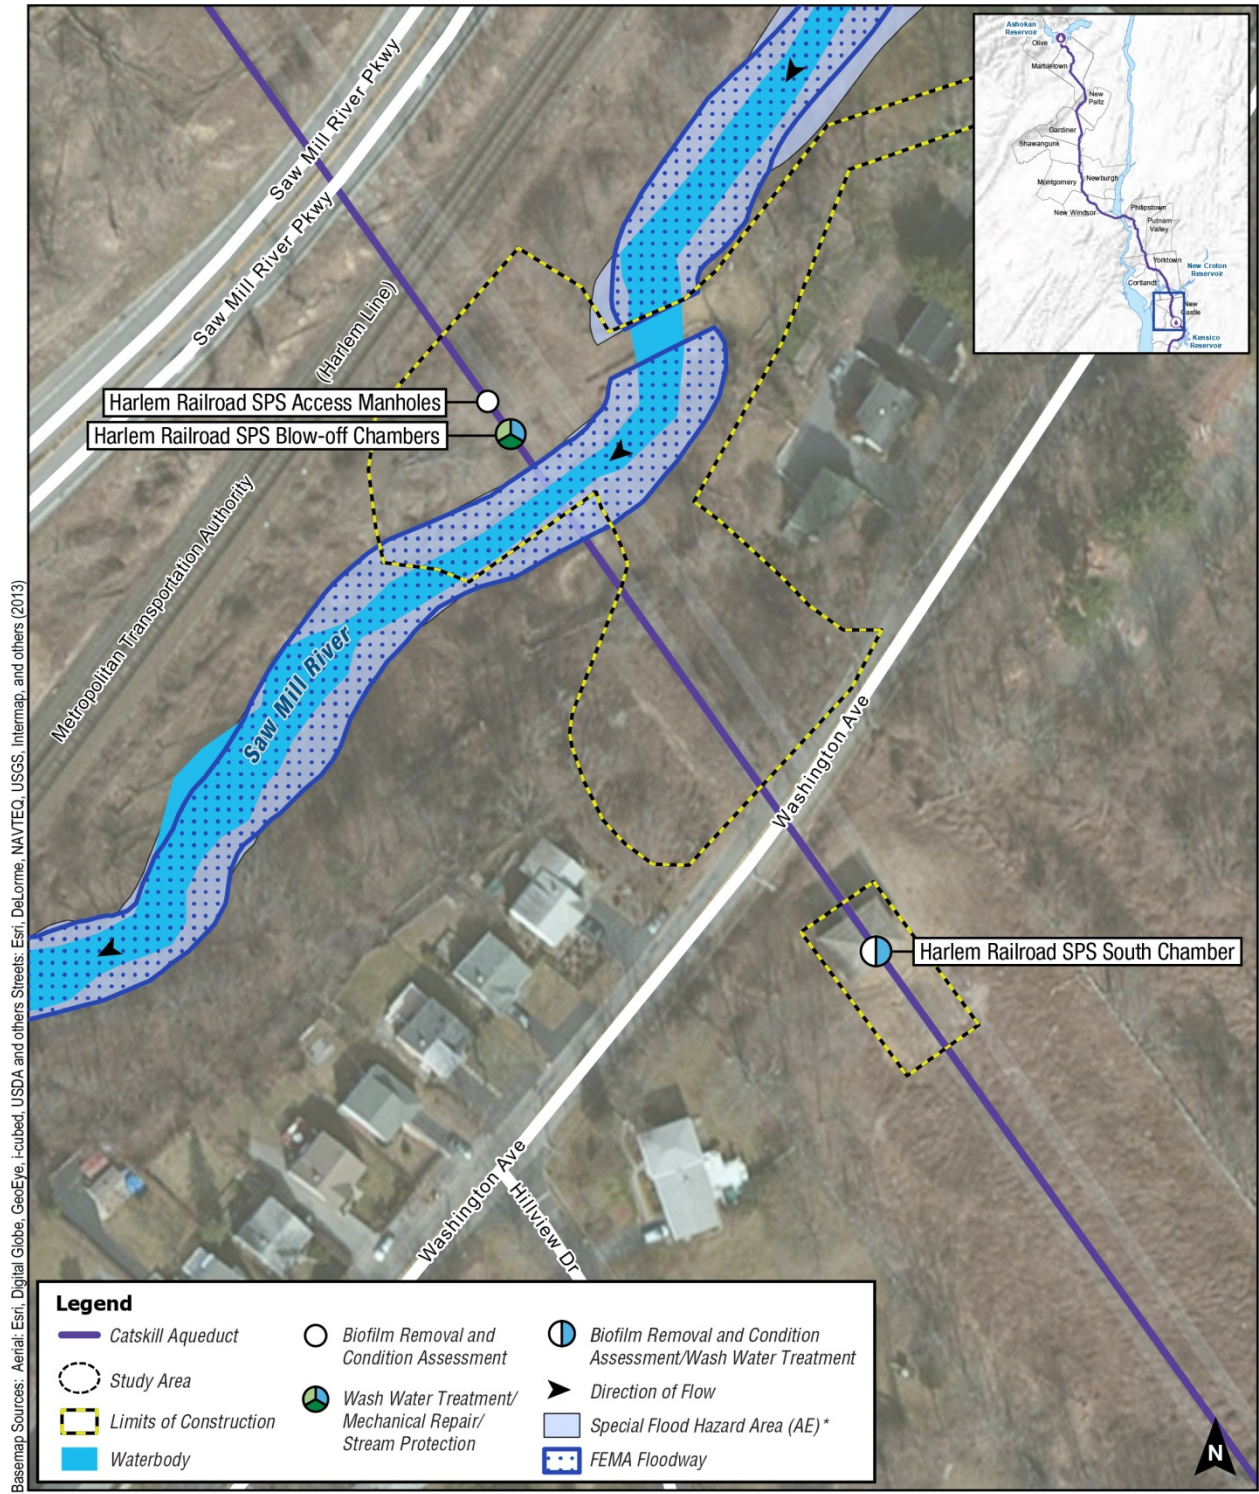 Saw Mill River Pkwy
Saw Mill River Pkwy
(Harlem Line)
Metropolitan Transportation Authority
Harlem Railroad SPS Access Manholes
Harlem Railroad SPS Blow-off Chambers
Saw Mill River
Washington Ave
Harlem Railroad SPS South Chamber
Washington Ave
Hillview Dr
Ashokan
Reservoir
Olive
Marbletown
New
Paltz
Gardiner
Shawangunk
Montgomery
Newburgh
New Windsor
Philipstown
Putnam
Valley
Yorktown
Cortlandt
New Croton
Reservoir
New
Castle
Kensico
Reservoir
Basemap Sources: Aerial: Esri, Digital Globe, GeoEye, i-cubed, USDA and others Streets: Esri, DeLorme, NAVTEQ, USGS, Intermap, and others (2013)
Legend
Catskill Aqueduct
Study Area
Limits of Construction
Waterbody
Biofilm Removal and
Condition Assessment
Wash Water Treatment/
Mechanical Repair/
Stream Protection
Biofilm Removal and Condition
Assessment/Wash Water Treatment
Direction of Flow
Special Flood Hazard Area (AE) *
FEMA Floodway
N